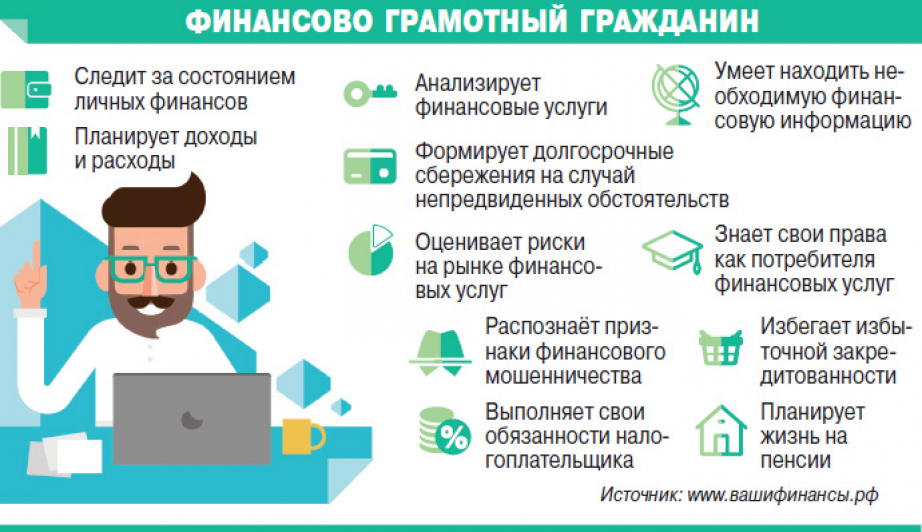 ФИНАНСОВО ГРАМОТНЫЙ ГРАЖДАНИН
Следит за состоянием
личных финансов
Планирует доходы
и расходы
Анализирует
финансовые услуги
Умеет находить не-
обходимую финан-
совую информацию
Формирует долгосрочные
сбережения на случай
непредвиденных обстоятельств
Оценивает риски
на рынке финансо-
вых услуг
Знает свои права
как потребителя
финансовых услуг
Распознаёт приз-
наки финансового
мошенничества
Избегает избы-
точной закре-
дитованности
Выполняет свои
обязанности нало-
гоплательщика
%
Планирует
жизнь на
пенсии
Источник: www.вашифинансы.рф